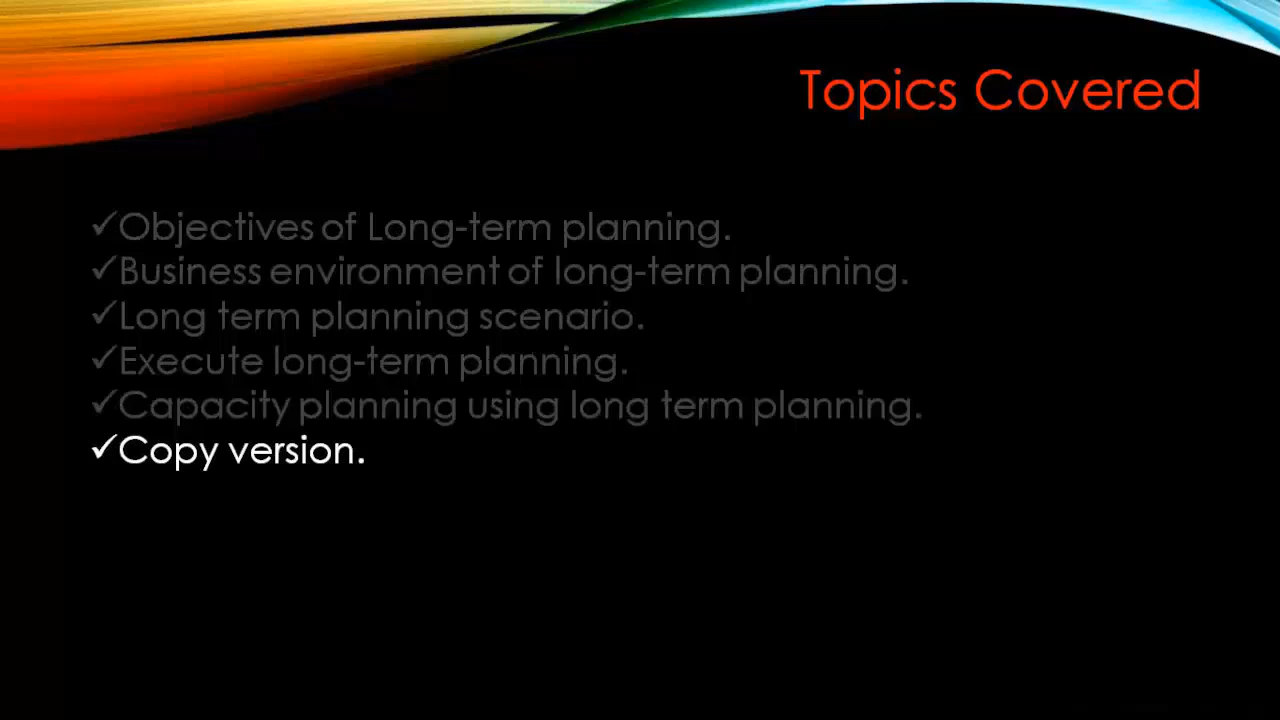 Topics Covered
✓Objectives of Long-term planning.
✓Business environment of long-term planning.
✓Long term planning scenario.
✓Execute long-term planning.
✓Capacity planning using long term planning.
✓Copy version.